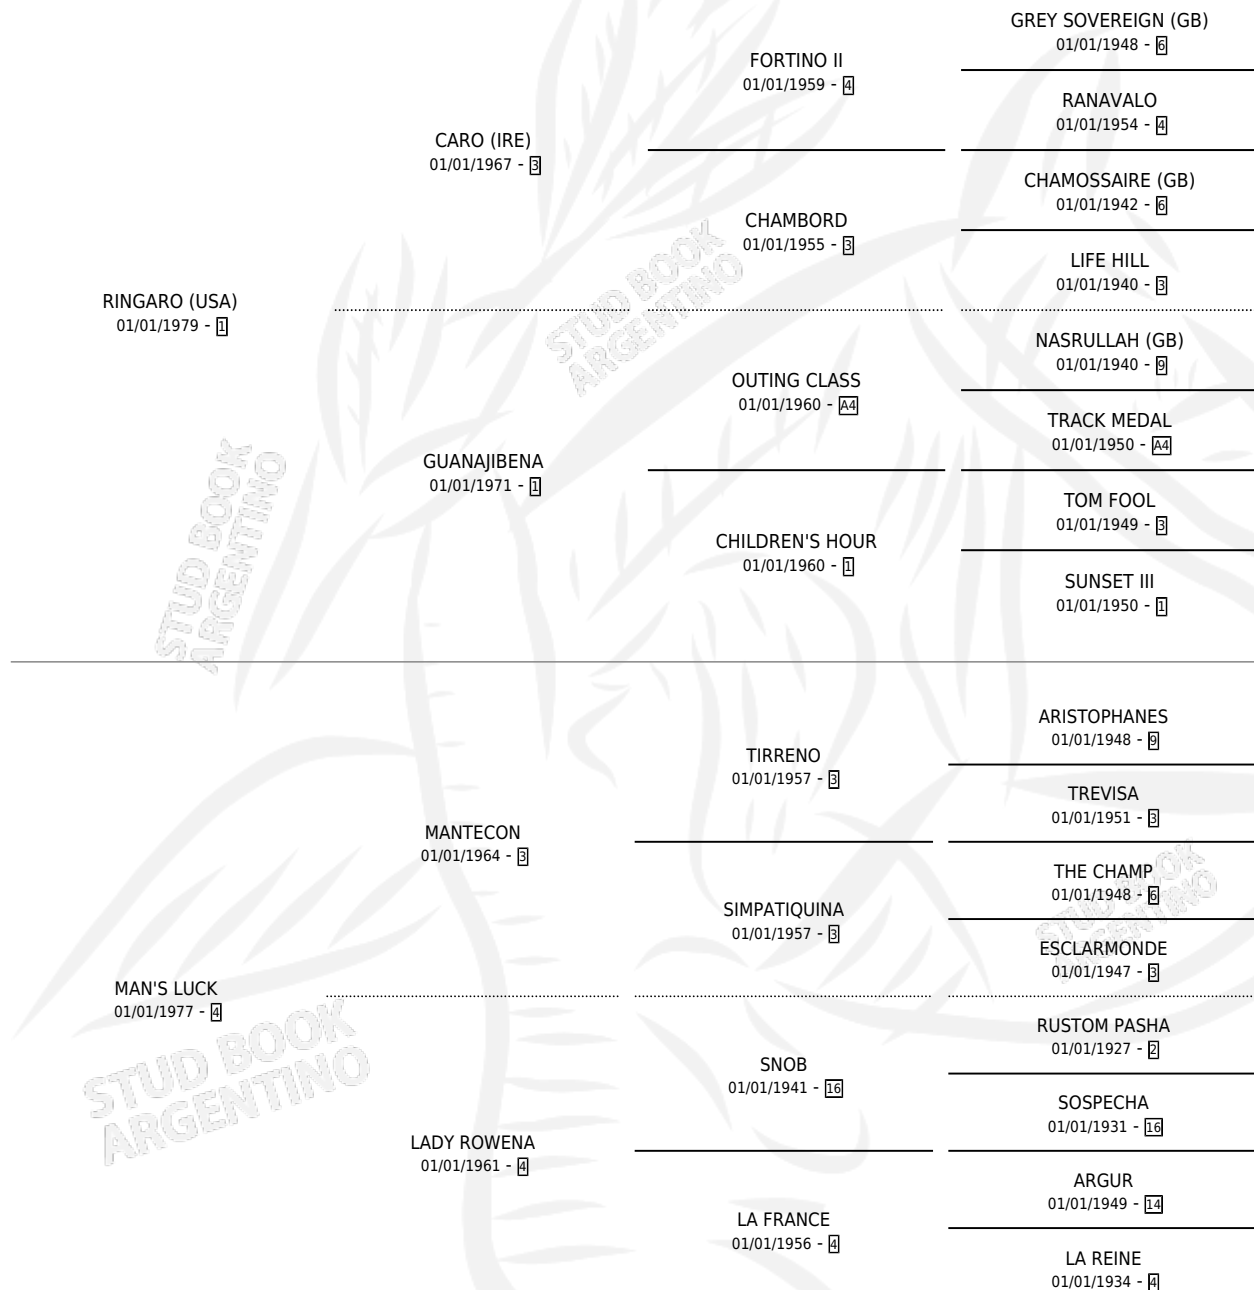 GREY SOVEREIGN (GB)
01/01/1948 - 6
FORTINO II
01/01/1959 - 4
RANAVALO
01/01/1954 - 4
CARO (IRE)
01/01/1967 - 3
CHAMOSSAIRE (GB)
01/01/1942 - 6
CHAMBORD
01/01/1955 - 3
LIFE HILL
01/01/1940 - 3
RINGARO (USA)
01/01/1979 - 1
NASRULLAH (GB)
01/01/1940 - 9
OUTING CLASS
01/01/1960 - A4
TRACK MEDAL
01/01/1950 - A4
GUANAJIBENA
01/01/1971 - 1
TOM FOOL
01/01/1949 - 3
CHILDREN'S HOUR
01/01/1960 - 1
SUNSET III
01/01/1950 - 1
STUD BOOK
ARGENTINO
STUD BOOK
ARGENTINO
ARISTOPHANES
01/01/1948 - 9
TIRRENO
01/01/1957 - 3
TREVISA
01/01/1951 - 3
MANTECON
01/01/1964 - 3
THE CHAMP
01/01/1948 - 6
SIMPATIQUINA
01/01/1957 - 3
ESCLARMONDE
01/01/1947 - 3
STUD BOOK
ARGENTINO
MAN'S LUCK
01/01/1977 - 4
RUSTOM PASHA
01/01/1927 - 2
SNOB
01/01/1941 - 16
SOSPECHA
01/01/1931 - 16
STUD BOOK
ARGENTINO
LADY ROWENA
01/01/1961 - 4
ARGUR
01/01/1949 - 14
LA FRANCE
01/01/1956 - 4
LA REINE
01/01/1934 - 4